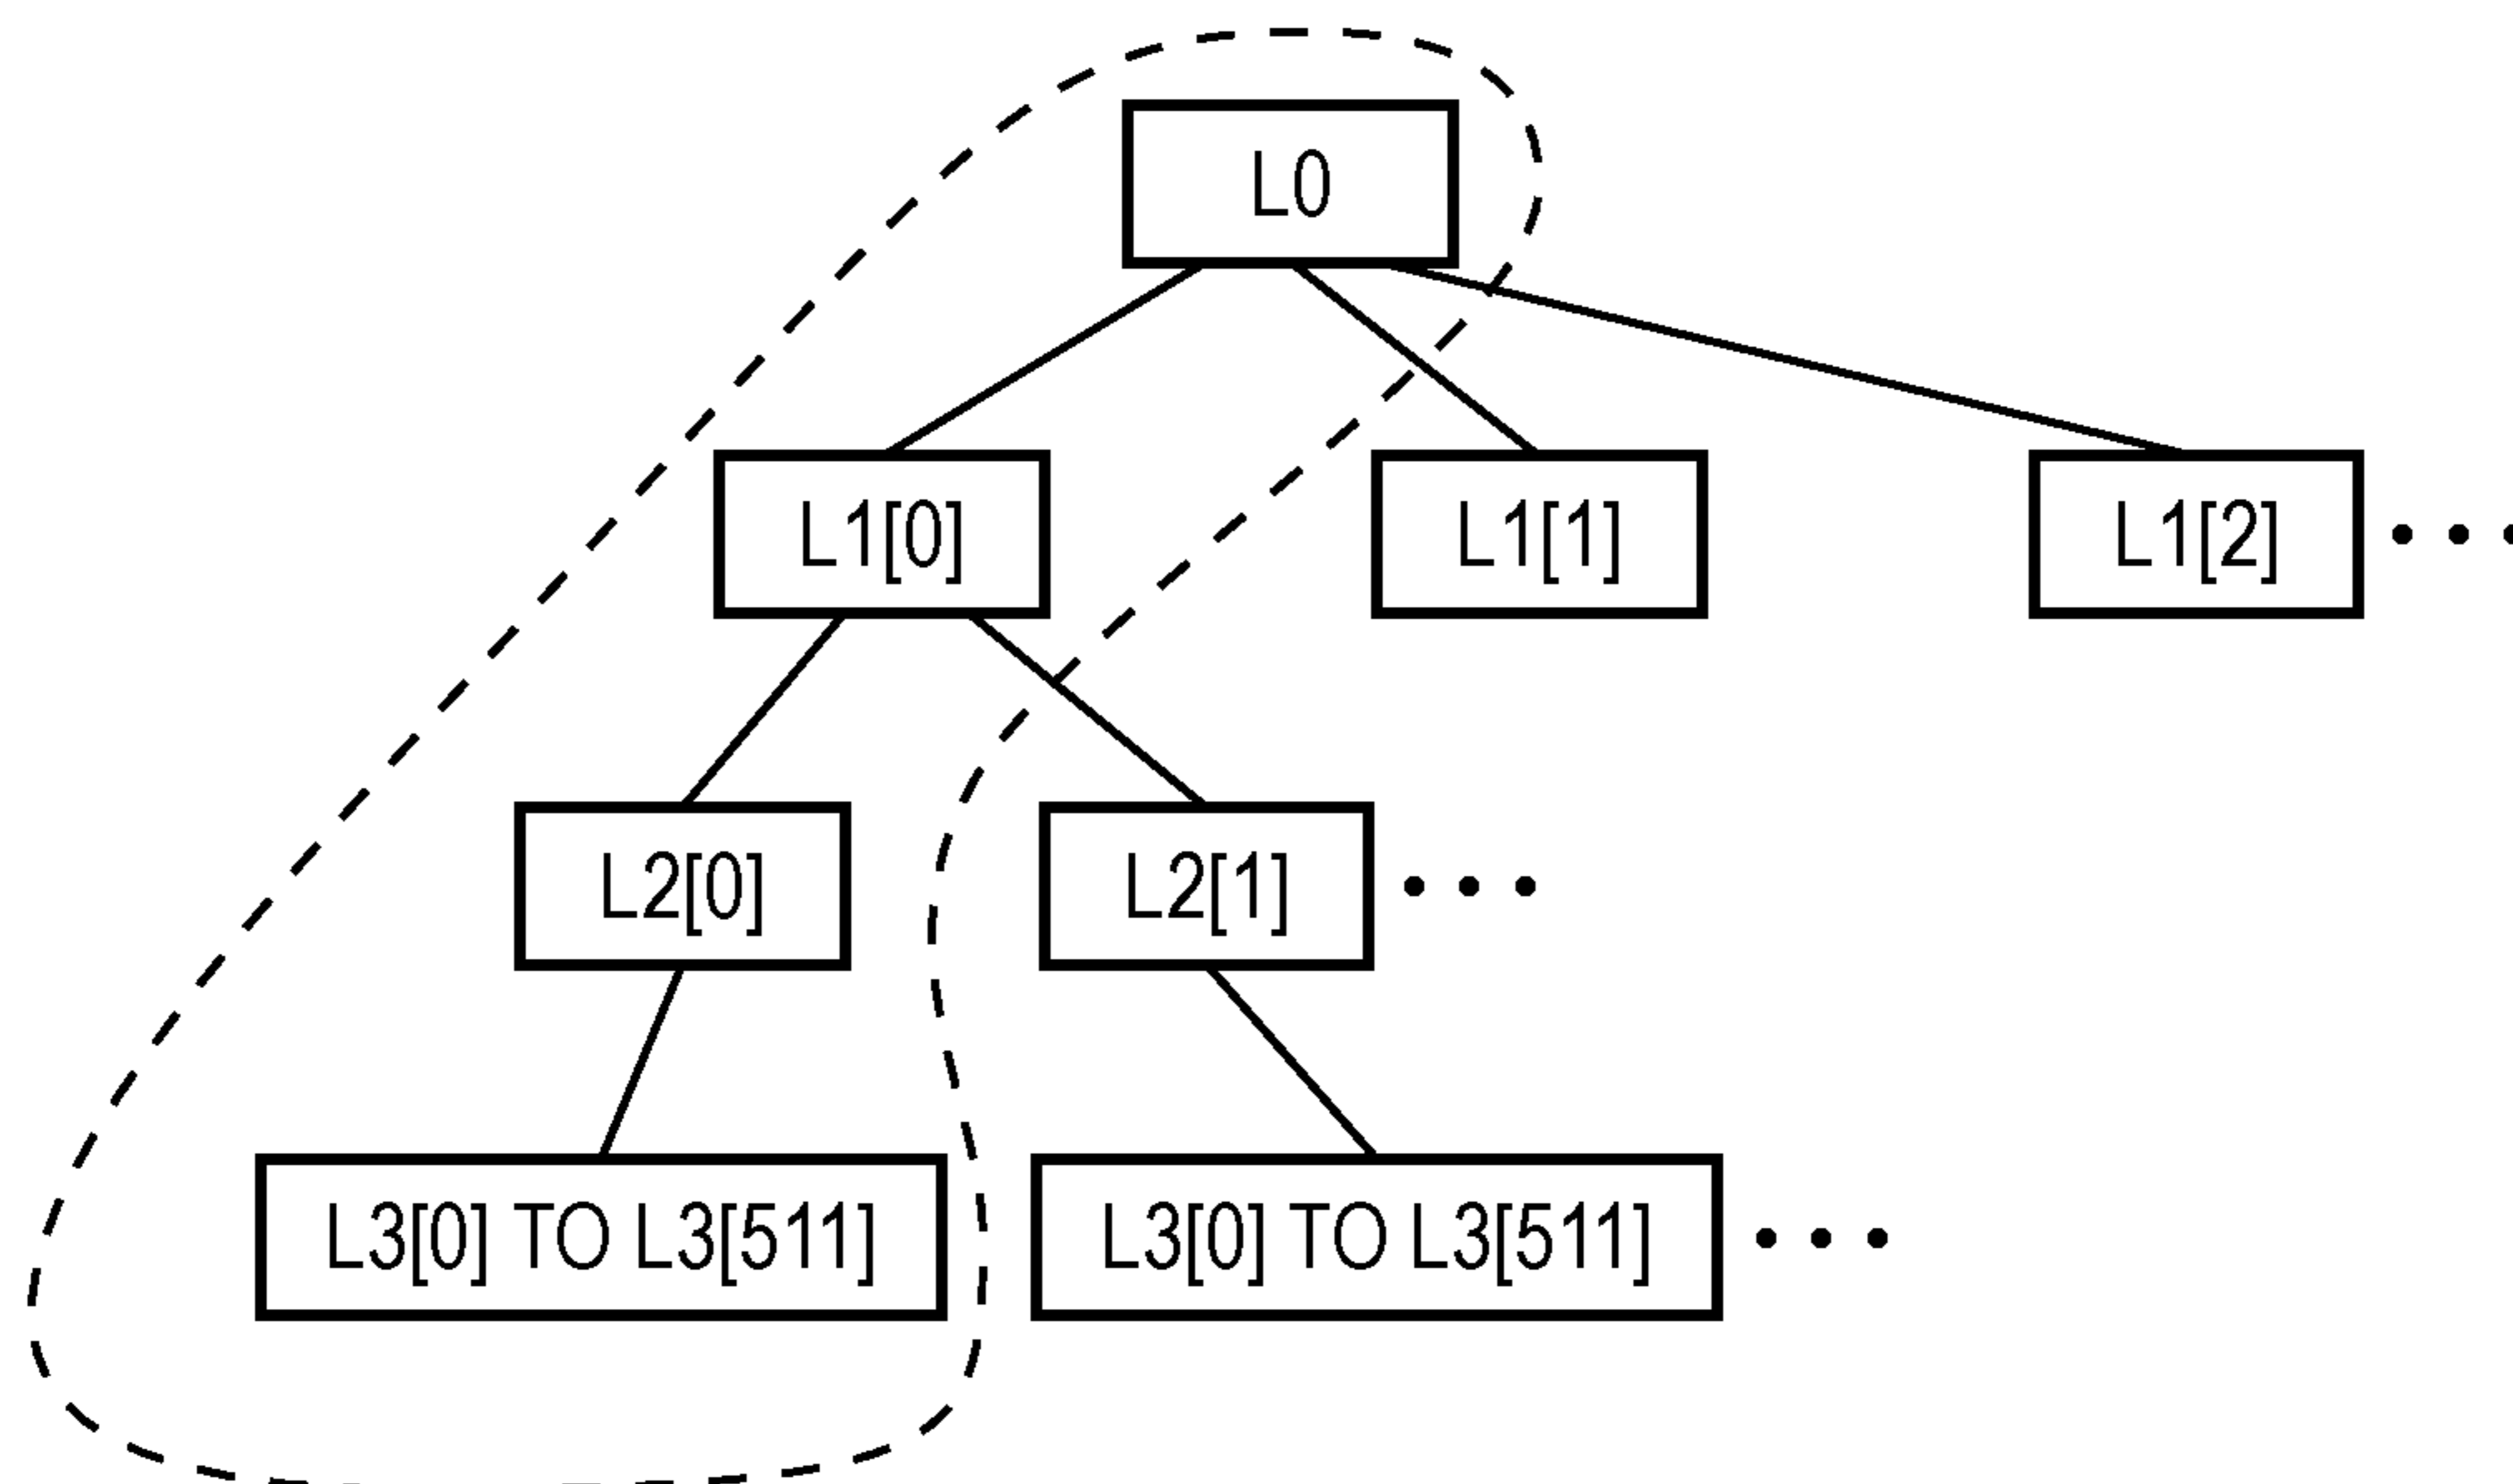 L0
L1[0] L1[1] L1[2] • • •
L2[0] L2[1] • • •
L3[0] TO L3[511] L3[0] TO L3[511] • • •